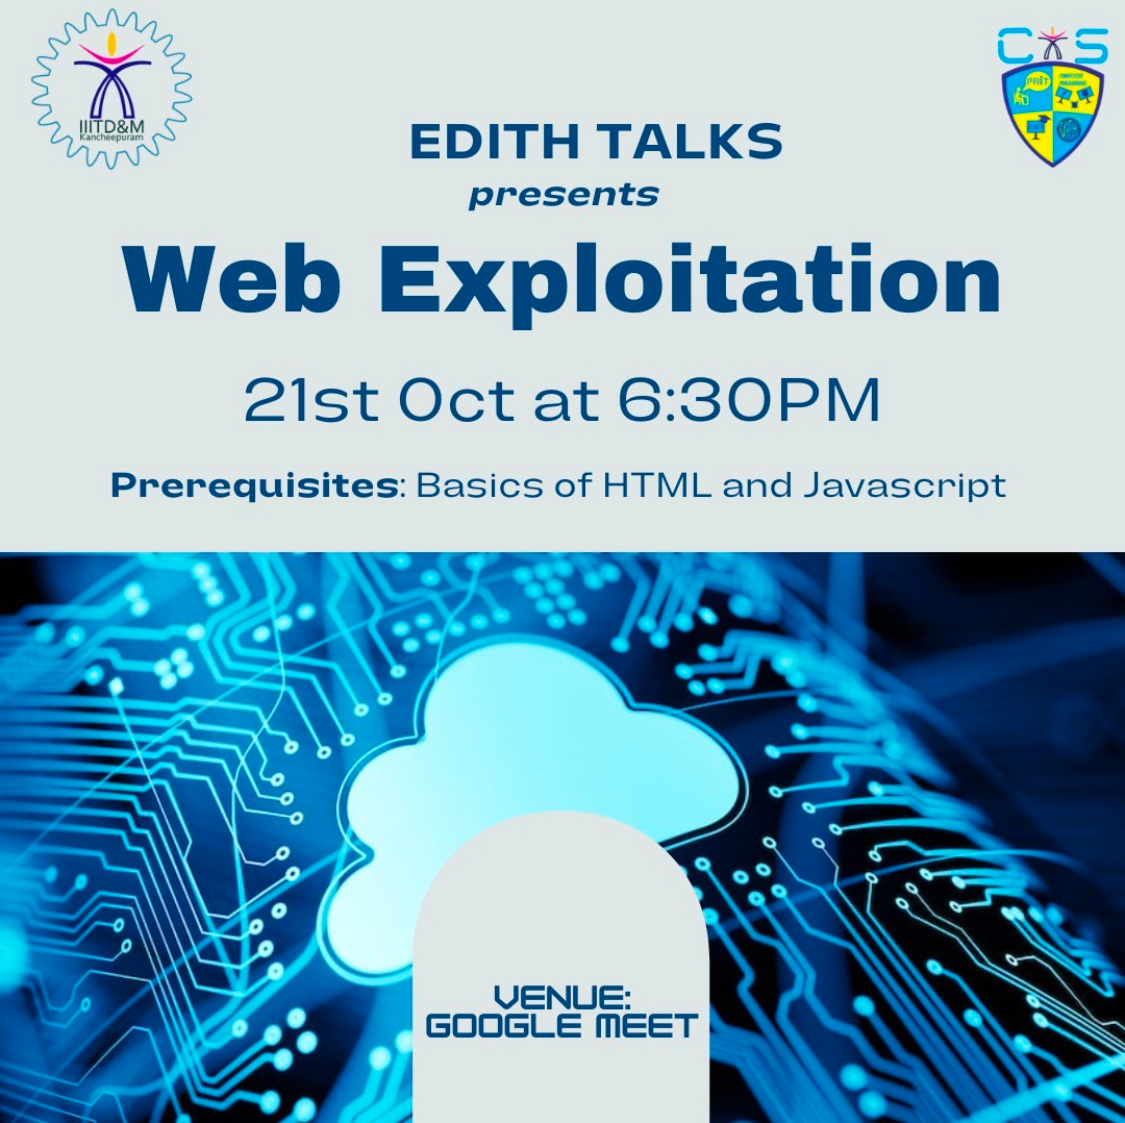 IIITD&M
Kancheepuram
CS
EDITH TALKS
presents
Web Exploitation
21st Oct at 6:30PM
Prerequisites: Basics of HTML and Javascript
VENUE:
GOOGLE MEET